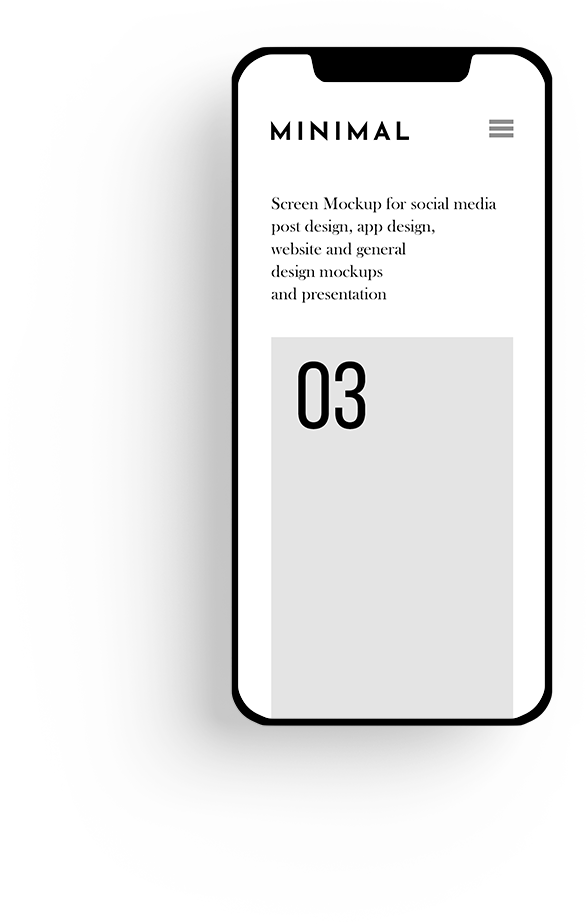 MINIMAL
Screen Mockup for social media
post design, app design,
website and general
design mockups
and presentation
03